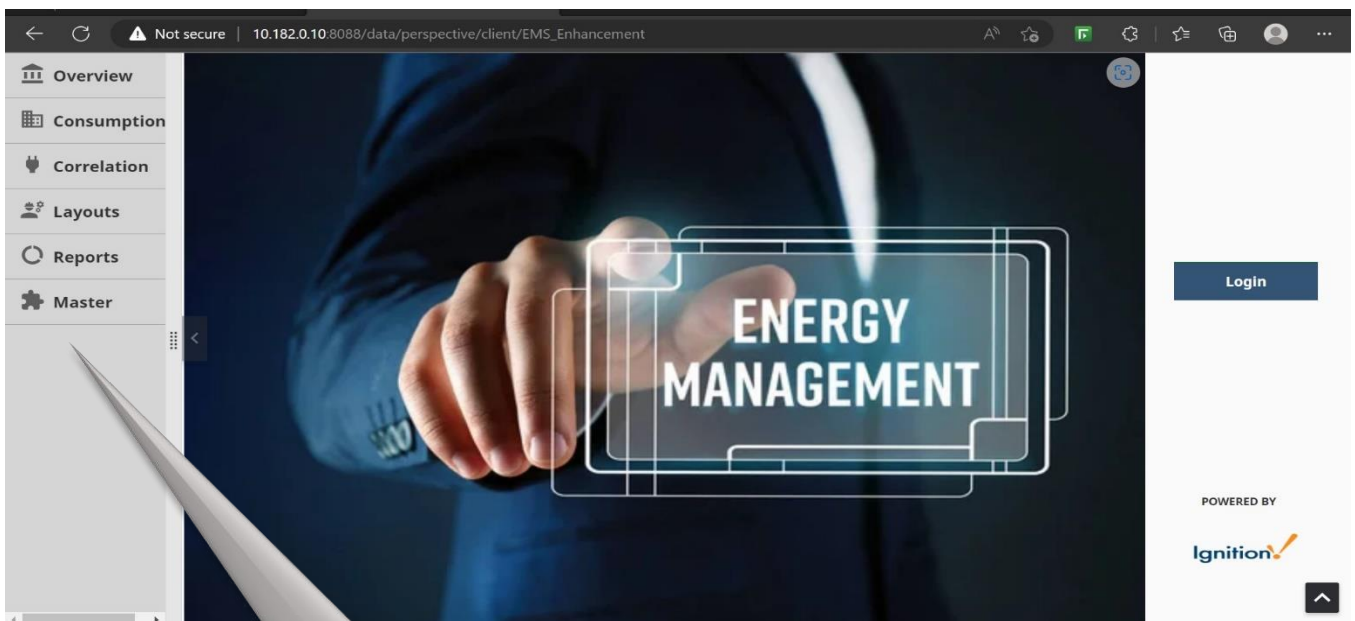 Not secure | 10.182.0.10:8088/data/perspective/client/EMS_Enhancement
Overview
Consumption
Correlation
Layouts
Reports
Master
ENERGY
MANAGEMENT
Login
POWERED BY
Ignition!